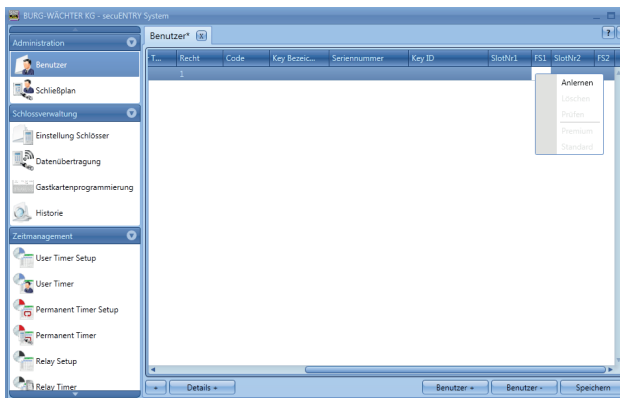 BURG-WÄCHTER KG - secuENTRY System
Administration
Benutzer
Schließplan
Schlossverwaltung
Einstellung Schlösser
Datenübertragung
Gastkartenprogrammierung
Historie
Zeitmanagement
User Timer Setup
User Timer
Permanent Timer Setup
Permanent Timer
Relay Setup
Relay Timer
Benutzer* x
?
T... Recht Code Key Bezeic... Seriennummer Key ID SlotNr1 FS1 SlotNr2 FS2
1
Anlernen
Löschen
Prüfen
Premium
Standard
+ Details + Benutzer + Benutzer - Speichern